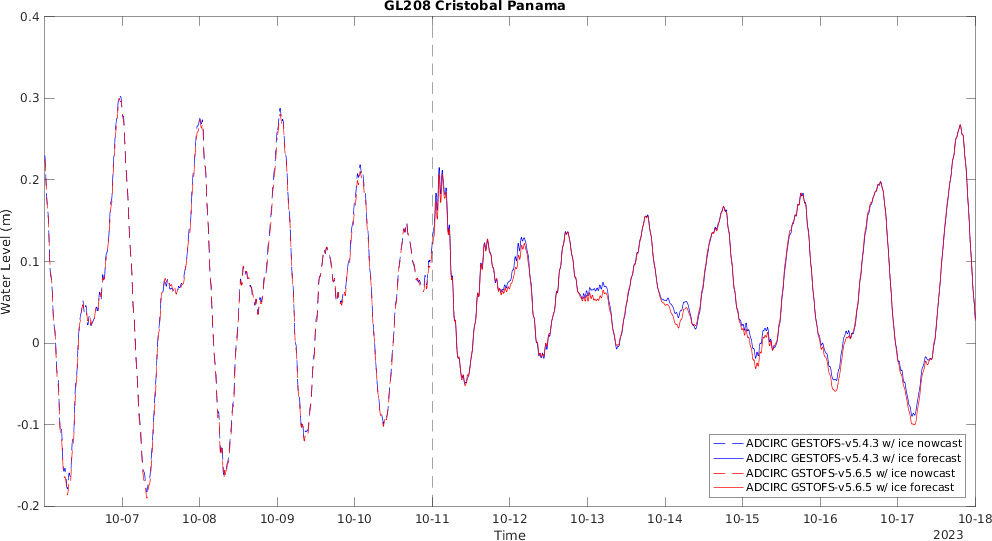 GL208 Cristobal Panama
Water Level (m)
0.4
0.3
0.2
0.1
0
-0.1
-0.2
ADCIRC GESTOFS-v5.4.3 w/ ice nowcast
ADCIRC GESTOFS-v5.4.3 w/ ice forecast
ADCIRC GSTOFS-v5.6.5 w/ ice nowcast
ADCIRC GSTOFS-v5.6.5 w/ ice forecast
10-07 10-08 10-09 10-10 10-11 10-12 10-13 10-14 10-15 10-16 10-17 10-18
Time
2023